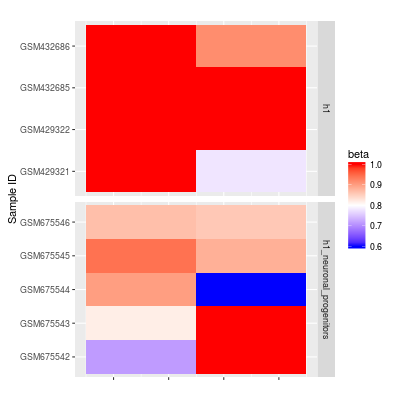 GSM432686
GSM432685
GSM429322
GSM429321
h1
GSM675546
GSM675545
GSM675544
GSM675543
GSM675542
h1_neuronal_progenitors
Sample ID
beta
1.0
0.9
0.8
0.7
0.6